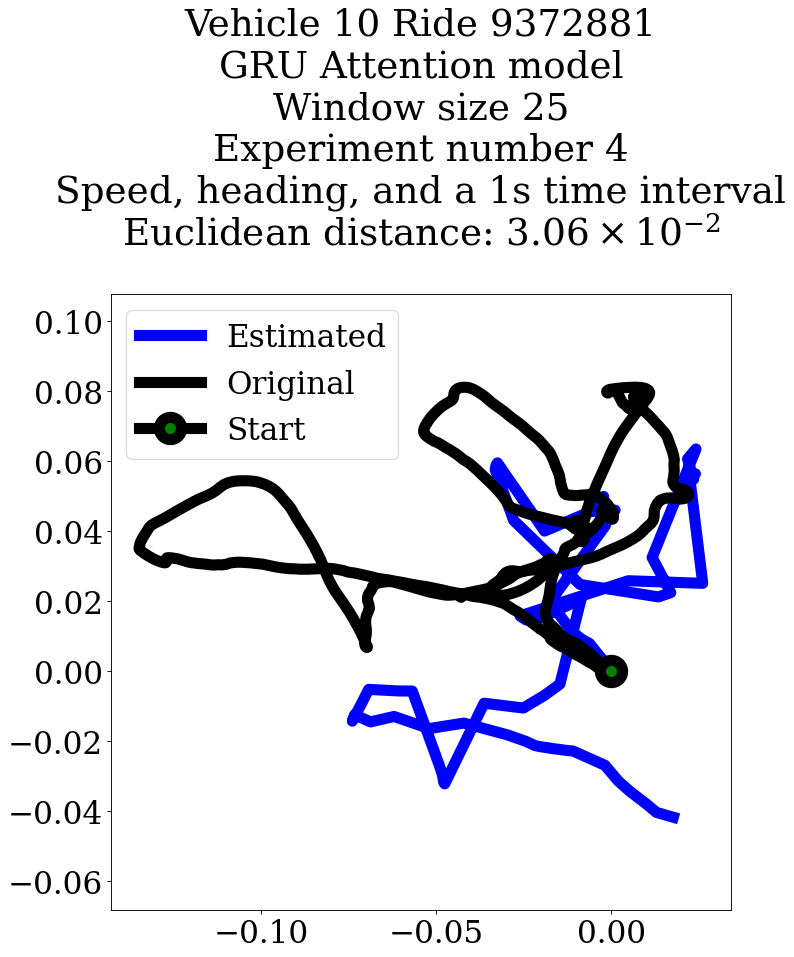 Vehicle 10 Ride 9372881
GRU Attention model
Window size 25
Experiment number 4
Speed, heading, and a 1s time interval
Euclidean distance: 3.06 × 10⁻²
Estimated
Original
Start
0.10
0.08
0.06
0.04
0.02
0.00
−0.02
−0.04
−0.06
−0.10 −0.05 0.00